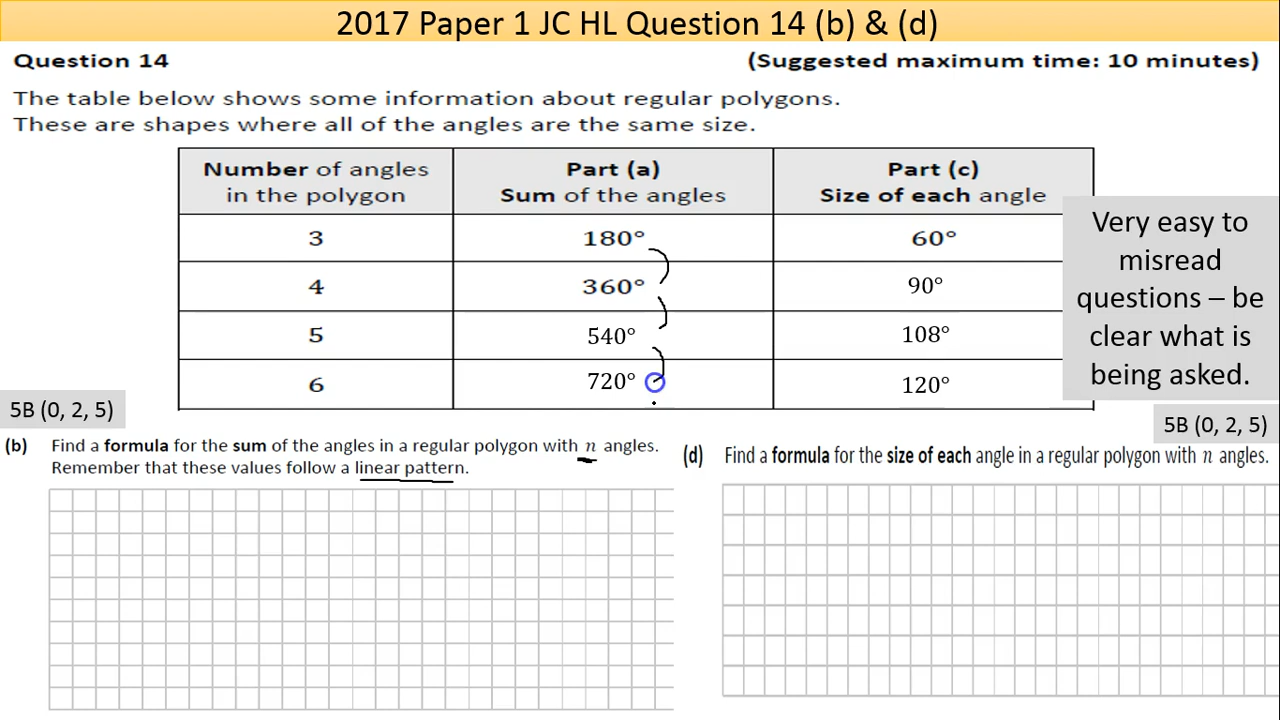 2017 Paper 1 JC HL Question 14 (b) & (d)
Question 14 (Suggested maximum time: 10 minutes)
The table below shows some information about regular polygons.
These are shapes where all of the angles are the same size.
Number of angles in the polygon Part (a) Sum of the angles Part (c) Size of each angle
3 180° 60°
4 360° 90°
5 540° 108°
6 720° 120°
Very easy to
misread
questions – be
clear what is
being asked.
5B (0, 2, 5)
(b) Find a formula for the sum of the angles in a regular polygon with n angles.
Remember that these values follow a linear pattern.
5B (0, 2, 5)
(d) Find a formula for the size of each angle in a regular polygon with n angles.